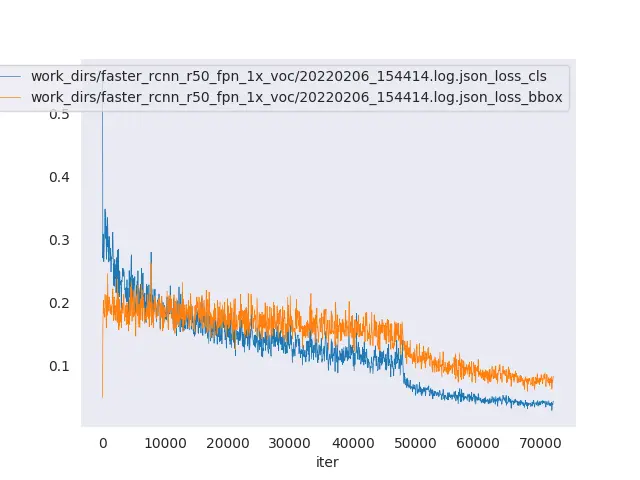 work_dirs/faster_rcnn_r50_fpn_1x_voc/20220206_154414.log.json_loss_cls
work_dirs/faster_rcnn_r50_fpn_1x_voc/20220206_154414.log.json_loss_bbox
0.5
0.4
0.3
0.2
0.1
0 10000 20000 30000 40000 50000 60000 70000
iter